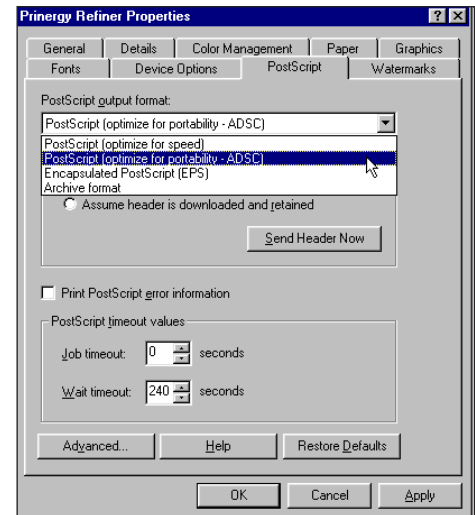 Prinergy Refiner Properties
General Details Color Management Paper Graphics
Fonts Device Options PostScript Watermarks
PostScript output format:
PostScript (optimize for portability - ADSC)
PostScript (optimize for speed)
PostScript (optimize for portability - ADSC)
Encapsulated PostScript (EPS)
Archive format
Assume header is downloaded and retained
Send Header Now
Print PostScript error information
PostScript timeout values
Job timeout: 0 seconds
Wait timeout: 240 seconds
Advanced... Help Restore Defaults
OK Cancel Apply